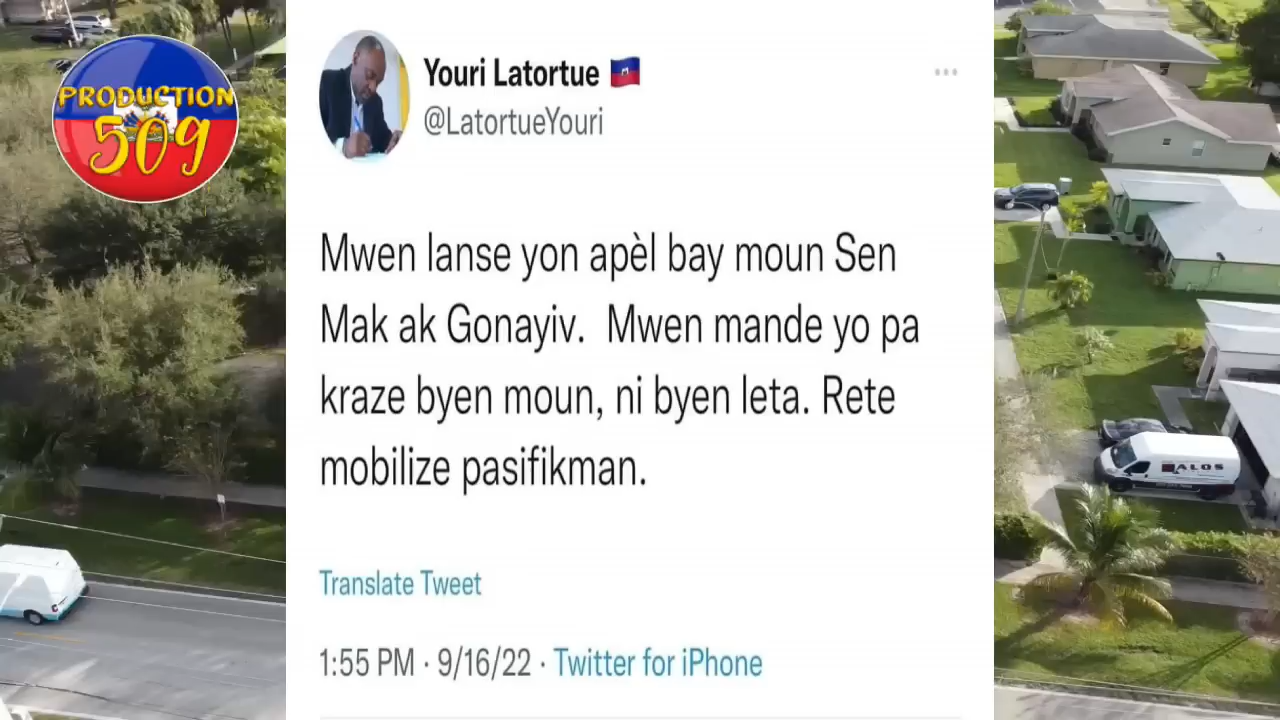 PRODUCTION
509
Youri Latortue 🇭🇹
@LatortueYouri
Mwen lanse yon apèl bay moun Sen
Mak ak Gonayiv. Mwen mande yo pa
kraze byen moun, ni byen leta. Rete
mobilize pasifikman.
Translate Tweet
1:55 PM · 9/16/22 · Twitter for iPhone
ALOS